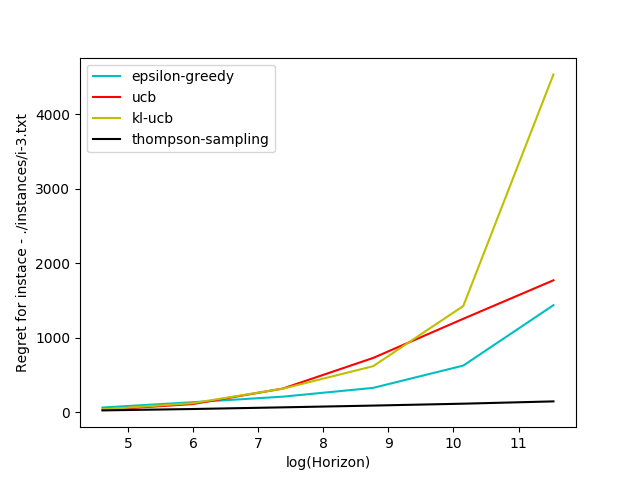 epsilon-greedy
ucb
kl-ucb
thompson-sampling
Regret for instace - ./instances/i-3.txt
4000
3000
2000
1000
0
5 6 7 8 9 10 11
log(Horizon)